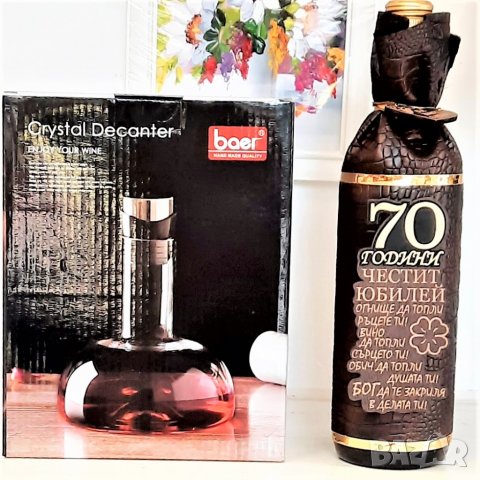 Crystal Decanter
ENJOY YOUR WINE
baer®
HAND MADE QUALITY
70
ГОДИНИ
ЧЕСТИТ
ЮБИЛЕЙ
ОГНИЩЕ ДА ТОПЛИ
РЪЦЕТЕ ТИ!
ВИНО
ДА ТОПЛИ
СЪРЦЕТО ТИ!
ОБИЧ ДА ТОПЛИ
ДУШАТА ТИ!
БОГ ДА ТЕ ЗАКРИЛЯ
В ДЕЛАТА ТИ!
BAZAR